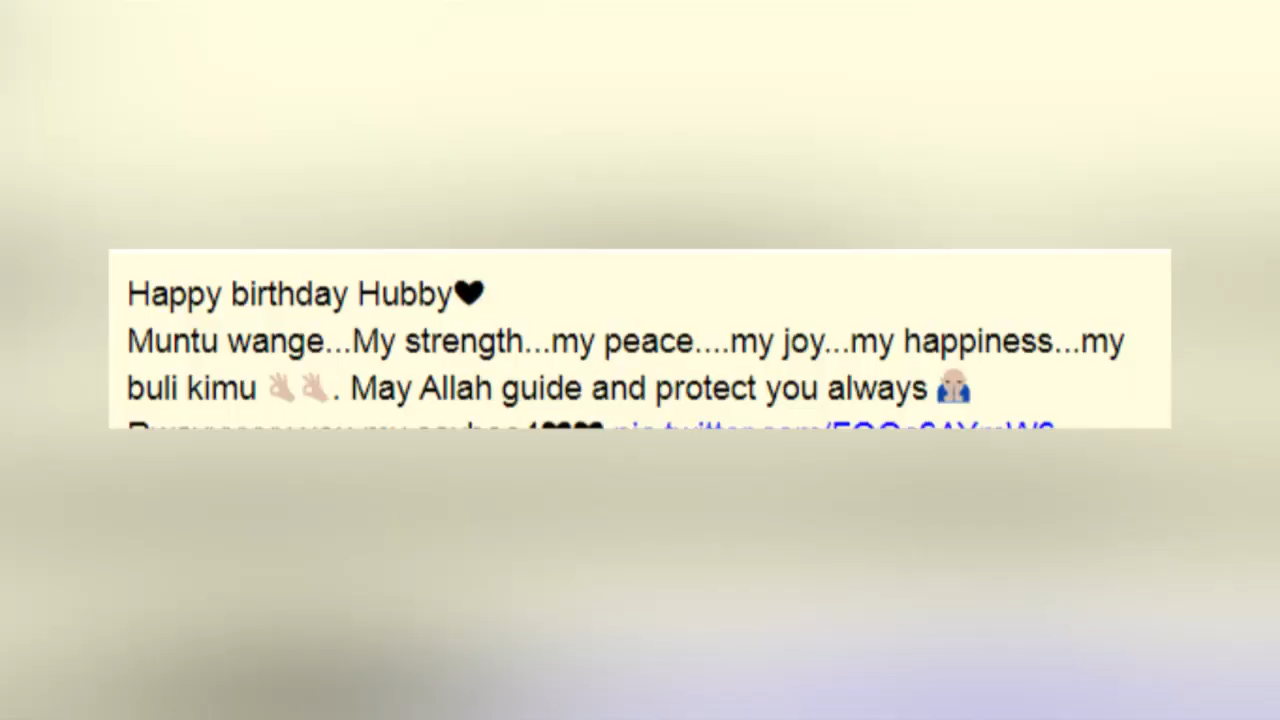 Happy birthday Hubby🖤
Muntu wange...My strength...my peace....my joy...my happiness...my
buli kimu 👌🏻👌🏻. May Allah guide and protect you always